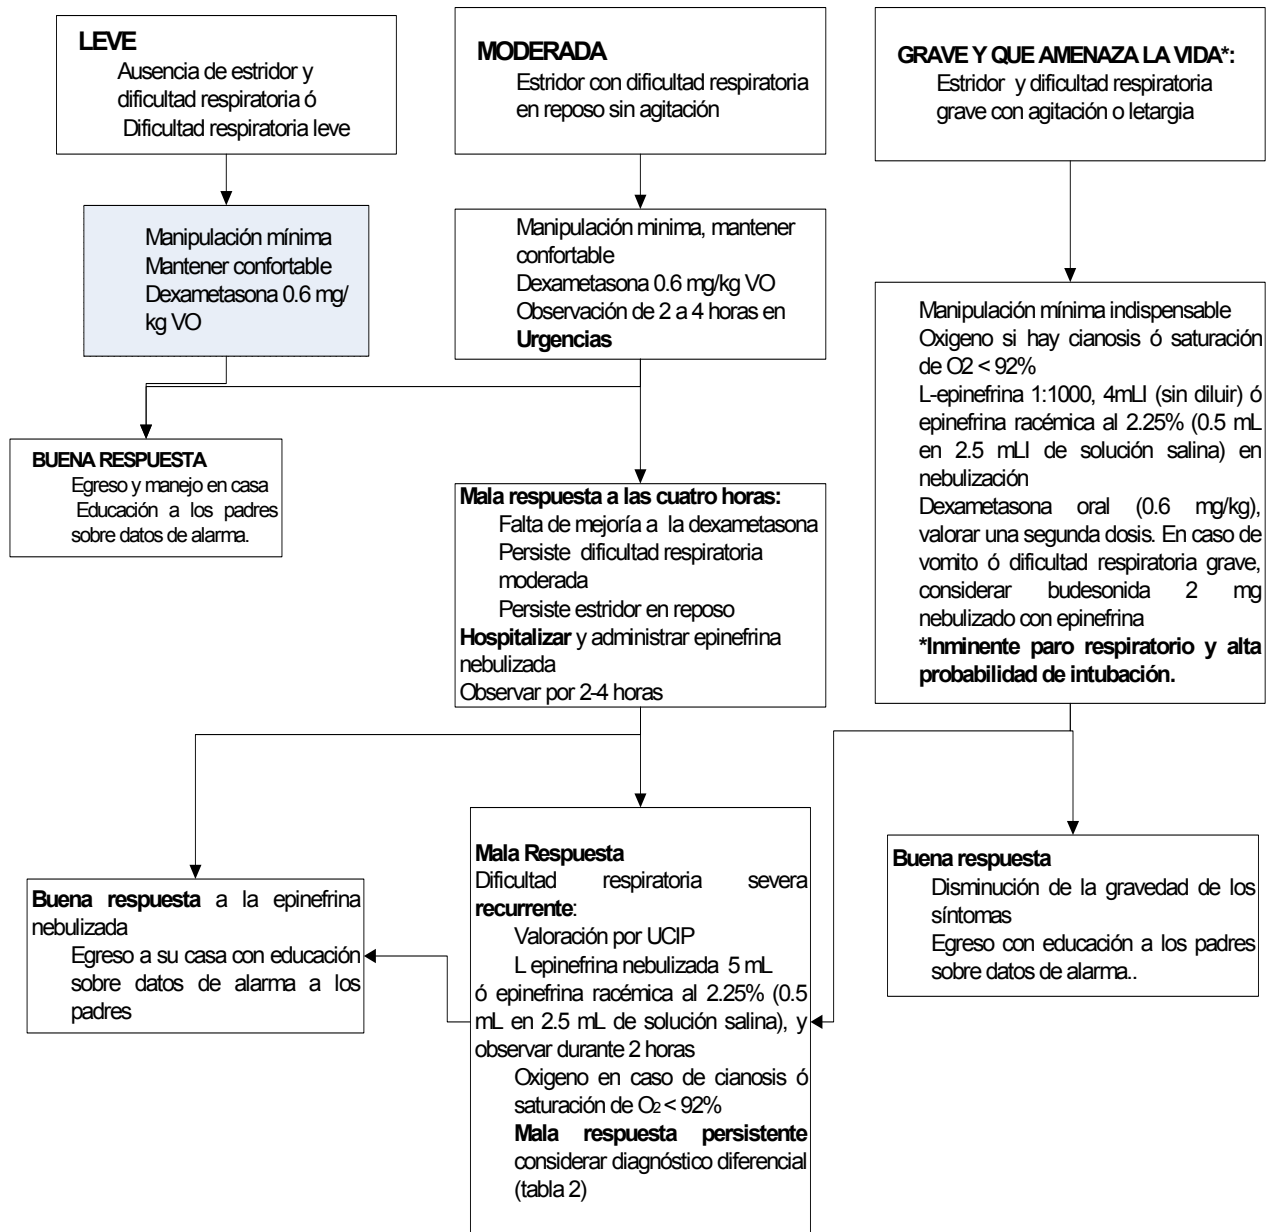 LEVE
Ausencia de estridor y
dificultad respiratoria ó
Dificultad respiratoria leve
MODERADA
Estridor con dificultad respiratoria
en reposo sin agitación
GRAVE Y QUE AMENAZA LA VIDA*:
Estridor y dificultad respiratoria
grave con agitación o letargia
Manipulación mínima
Mantener confortable
Dexametasona 0.6 mg/
kg VO
Manipulación minima, mantener
confortable
Dexametasona 0.6 mg/kg VO
Observación de 2 a 4 horas en
Urgencias
Manipulación mínima indispensable
Oxigeno si hay cianosis ó saturación
de O2 < 92%
L-epinefrina 1:1000, 4mLl (sin diluir) ó
epinefrina racémica al 2.25% (0.5 mL
en 2.5 mLl de solución salina) en
nebulización
Dexametasona oral (0.6 mg/kg),
valorar una segunda dosis. En caso de
vomito ó dificultad respiratoria grave,
considerar budesonida 2 mg
nebulizado con epinefrina
*Inminente paro respiratorio y alta
probabilidad de intubación.
BUENA RESPUESTA
Egreso y manejo en casa
Educación a los padres
sobre datos de alarma.
Mala respuesta a las cuatro horas:
Falta de mejoría a la dexametasona
Persiste dificultad respiratoria
moderada
Persiste estridor en reposo
Hospitalizar y administrar epinefrina
nebulizada
Observar por 2-4 horas
Buena respuesta a la epinefrina
nebulizada
Egreso a su casa con educación
sobre datos de alarma a los
padres
Mala Respuesta
Dificultad respiratoria severa
recurrente:
Valoración por UCIP
L epinefrina nebulizada 5 mL
ó epinefrina racémica al 2.25% (0.5
mL en 2.5 mL de solución salina), y
observar durante 2 horas
Oxigeno en caso de cianosis ó
saturación de O2 < 92%
Mala respuesta persistente
considerar diagnóstico diferencial
(tabla 2)
Buena respuesta
Disminución de la gravedad de los
síntomas
Egreso con educación a los padres
sobre datos de alarma..